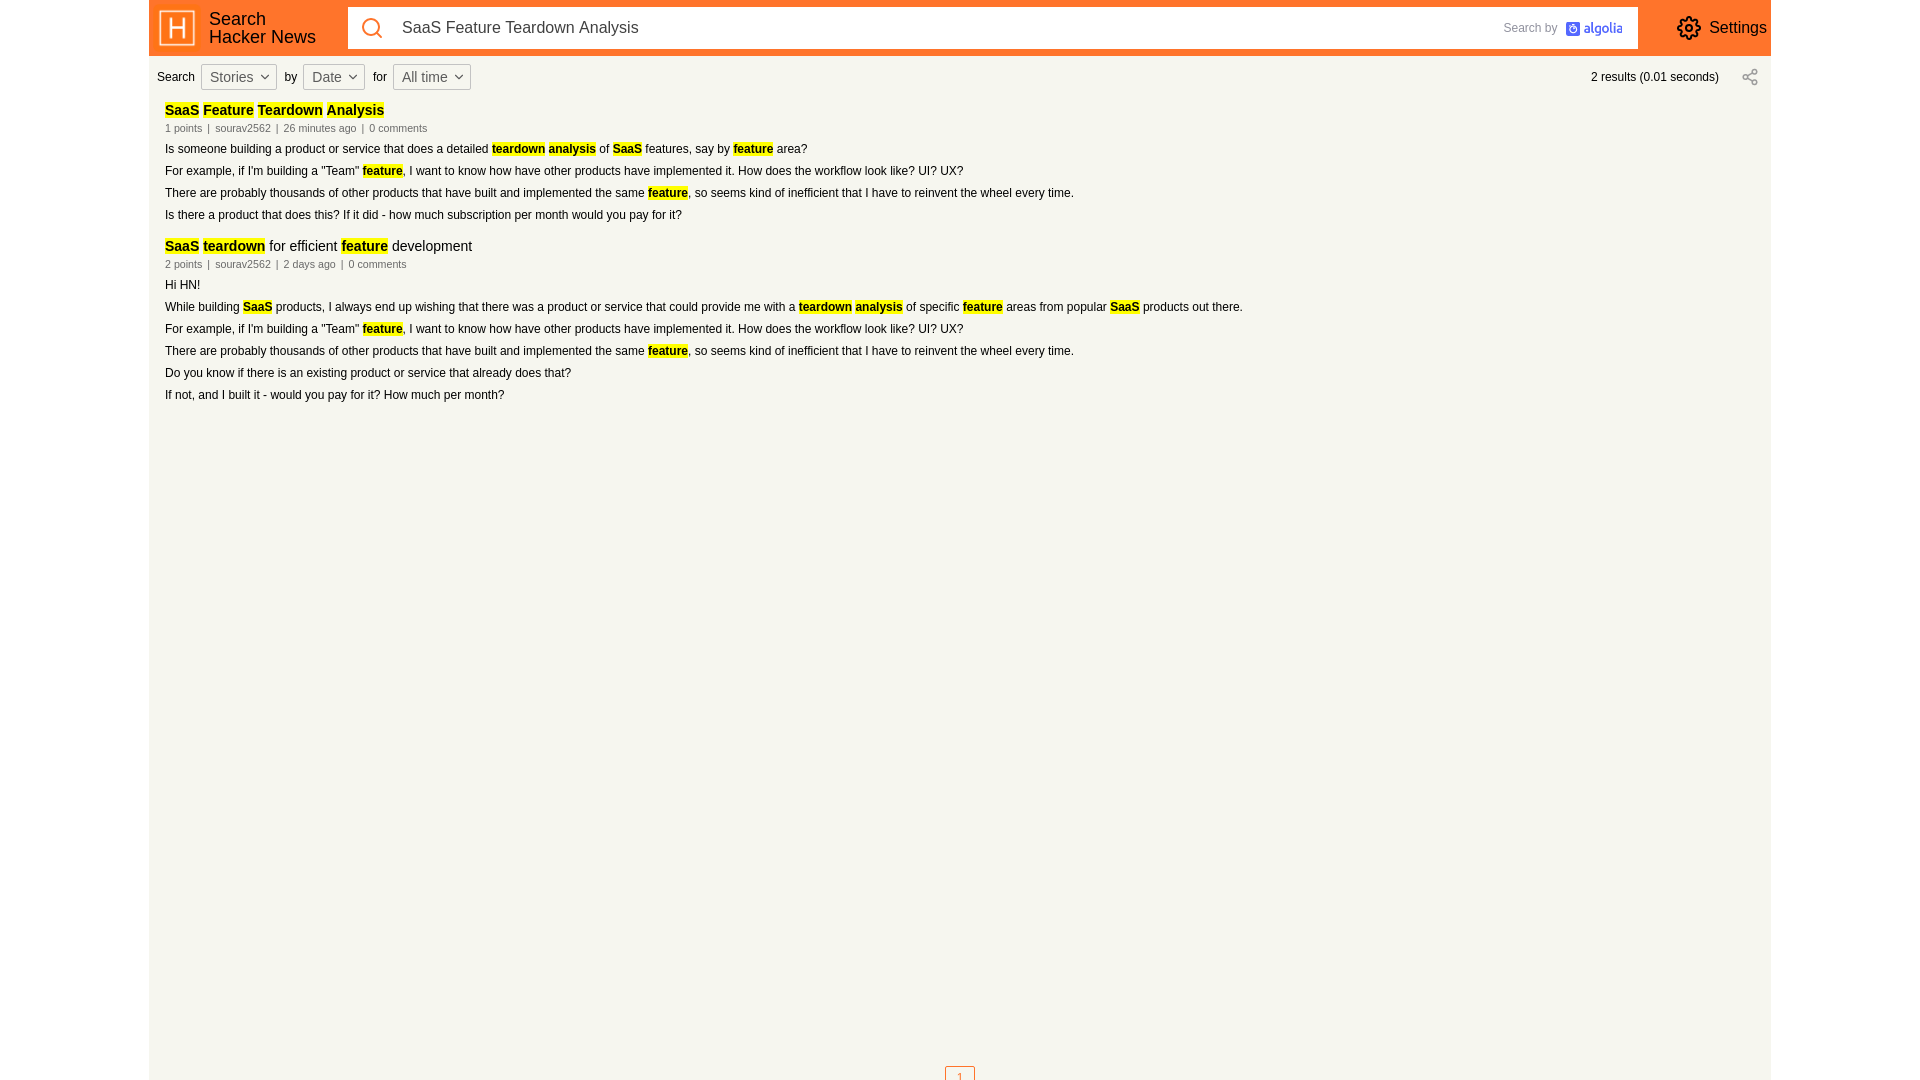 Search
Hacker News
SaaS Feature Teardown Analysis
Search by algolia
Settings
Search Stories by Date for All time
2 results (0.01 seconds)
SaaS Feature Teardown Analysis
1 points | sourav2562 | 26 minutes ago | 0 comments
Is someone building a product or service that does a detailed teardown analysis of SaaS features, say by feature area?
For example, if I'm building a "Team" feature, I want to know how have other products have implemented it. How does the workflow look like? UI? UX?
There are probably thousands of other products that have built and implemented the same feature, so seems kind of inefficient that I have to reinvent the wheel every time.
Is there a product that does this? If it did - how much subscription per month would you pay for it?
SaaS teardown for efficient feature development
2 points | sourav2562 | 2 days ago | 0 comments
Hi HN!
While building SaaS products, I always end up wishing that there was a product or service that could provide me with a teardown analysis of specific feature areas from popular SaaS products out there.
For example, if I'm building a "Team" feature, I want to know how have other products have implemented it. How does the workflow look like? UI? UX?
There are probably thousands of other products that have built and implemented the same feature, so seems kind of inefficient that I have to reinvent the wheel every time.
Do you know if there is an existing product or service that already does that?
If not, and I built it - would you pay for it? How much per month?
1